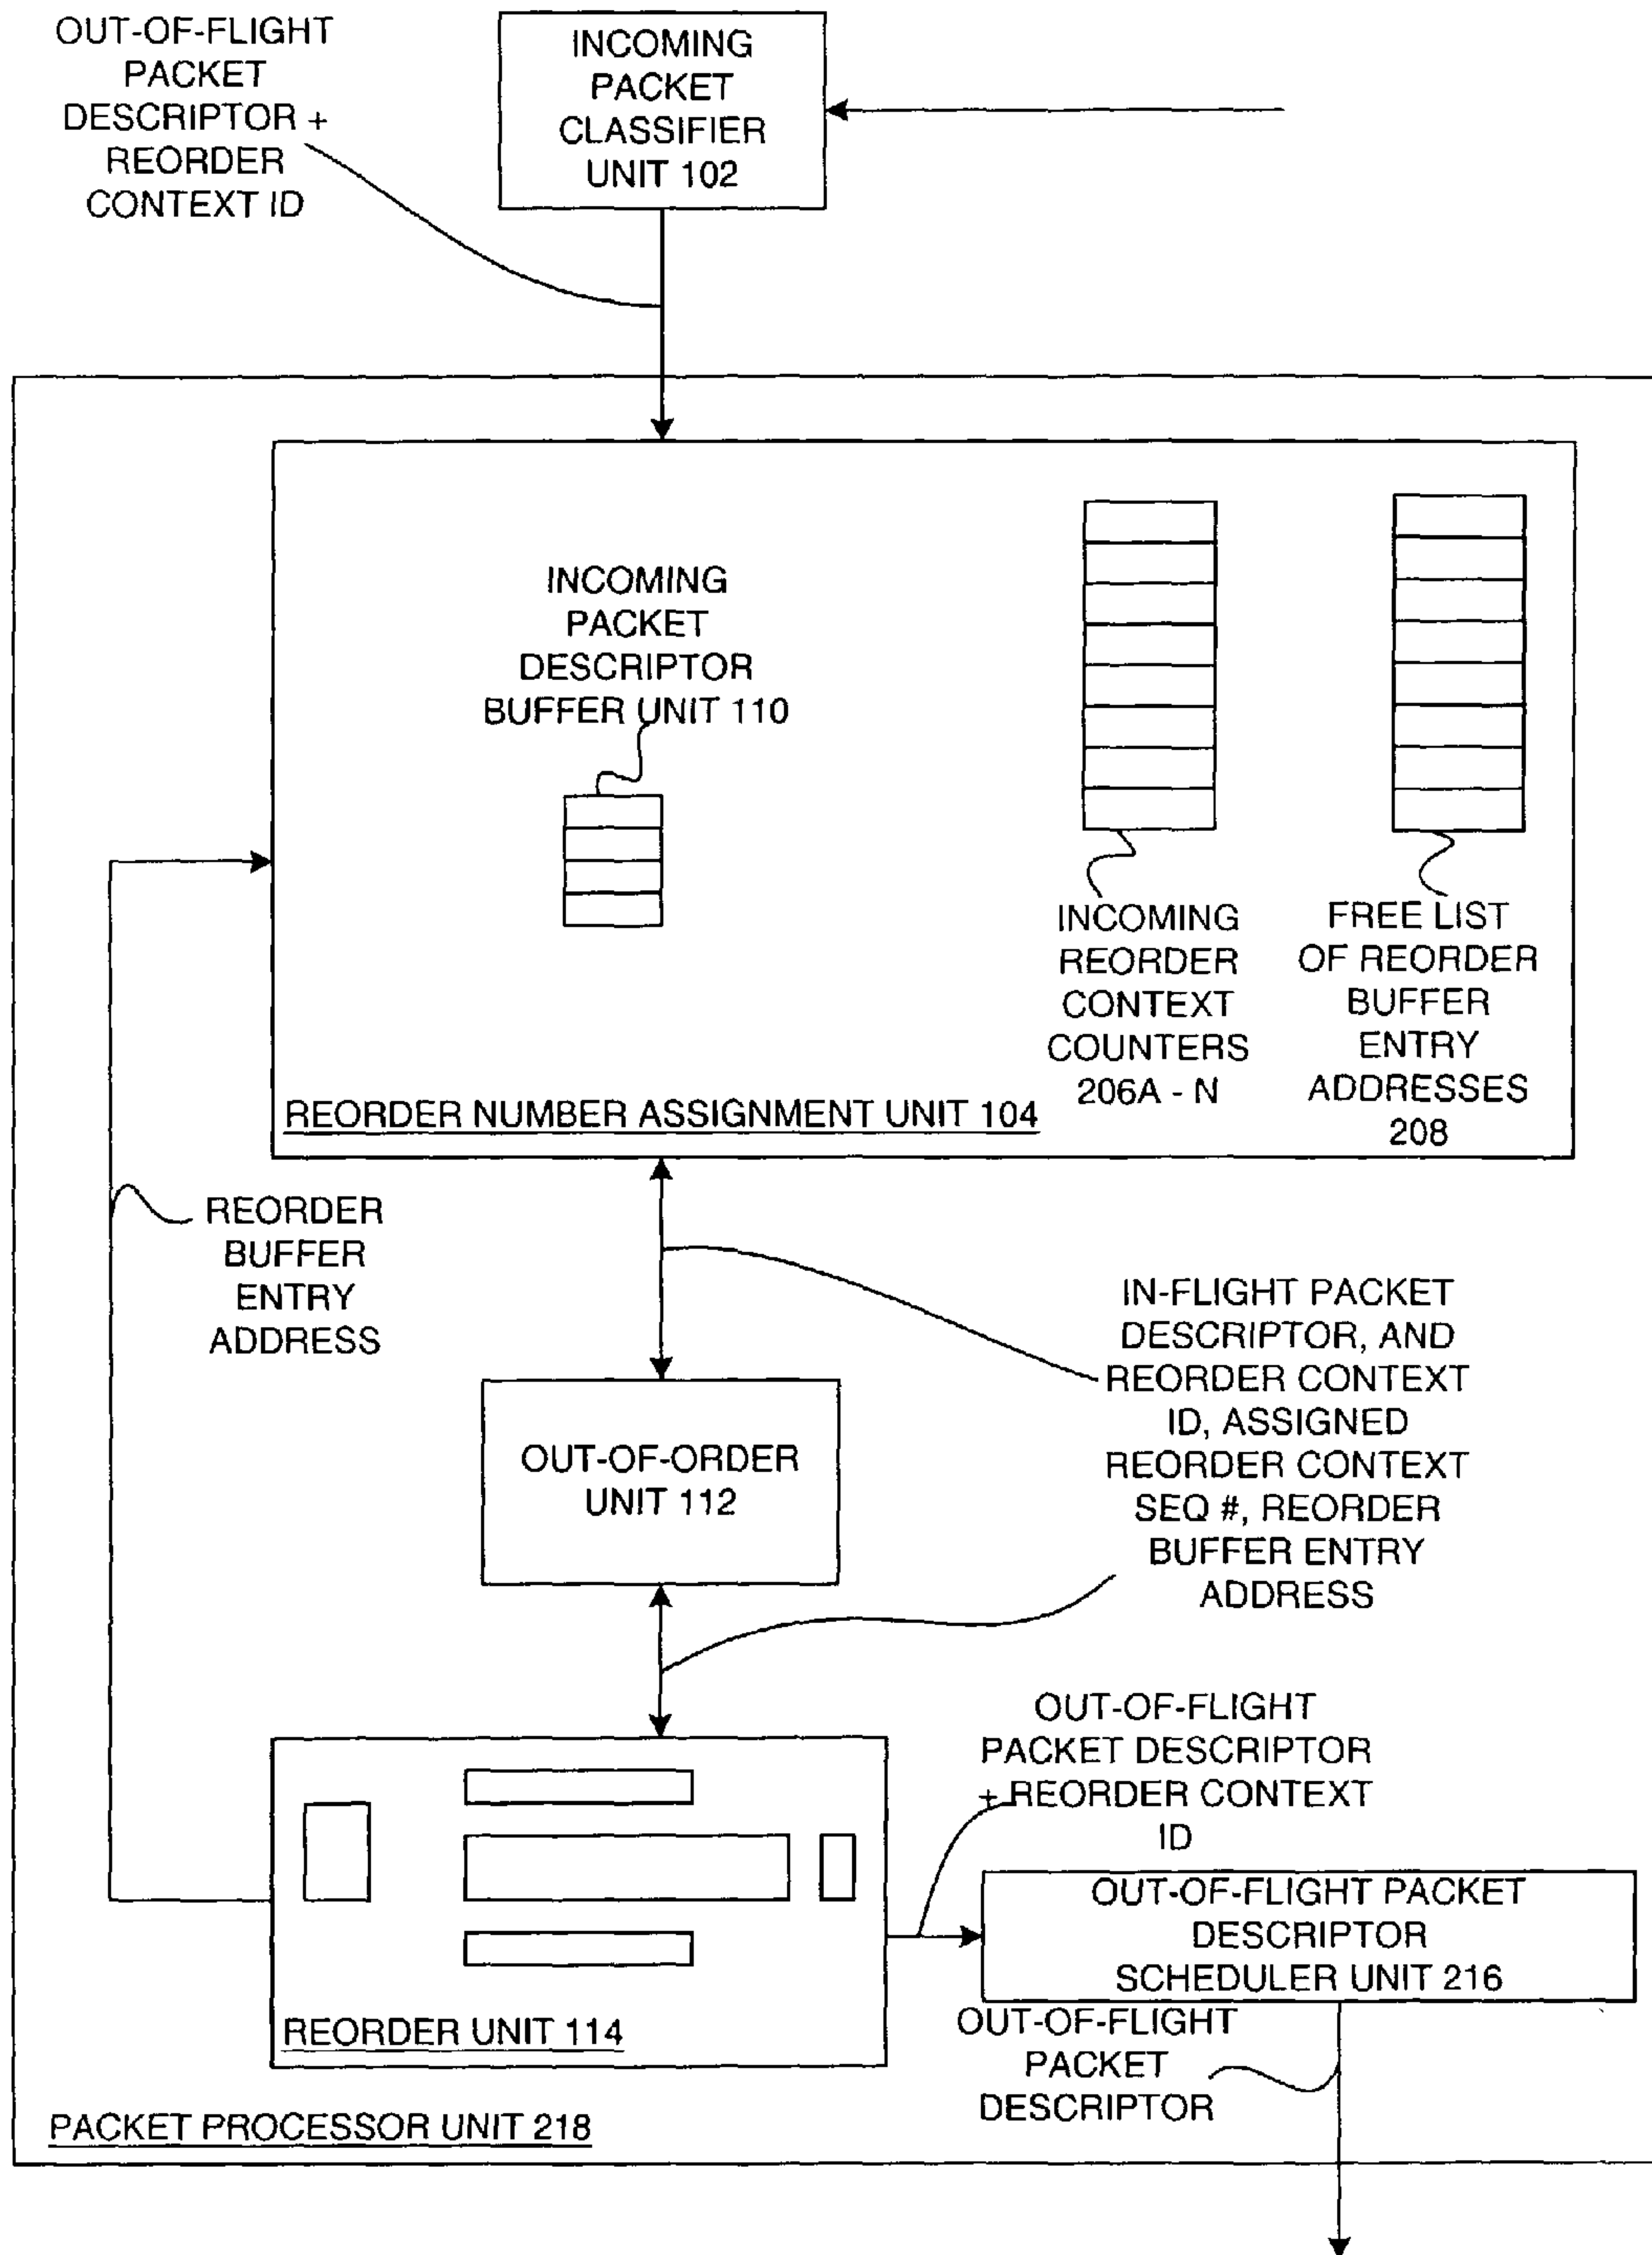 OUT-OF-FLIGHT
PACKET
DESCRIPTOR +
REORDER
CONTEXT ID
INCOMING
PACKET
CLASSIFIER
UNIT 102
INCOMING
PACKET
DESCRIPTOR
BUFFER UNIT 110
INCOMING
REORDER
CONTEXT
COUNTERS
206A - N
FREE LIST
OF REORDER
BUFFER
ENTRY
ADDRESSES
208
REORDER NUMBER ASSIGNMENT UNIT 104
REORDER
BUFFER
ENTRY
ADDRESS
IN-FLIGHT PACKET
DESCRIPTOR, AND
REORDER CONTEXT
ID, ASSIGNED
REORDER CONTEXT
SEQ #, REORDER
BUFFER ENTRY
ADDRESS
OUT-OF-ORDER
UNIT 112
OUT-OF-FLIGHT
PACKET DESCRIPTOR
+ REORDER CONTEXT
ID
OUT-OF-FLIGHT PACKET
DESCRIPTOR
SCHEDULER UNIT 216
REORDER UNIT 114
OUT-OF-FLIGHT
PACKET
DESCRIPTOR
PACKET PROCESSOR UNIT 218